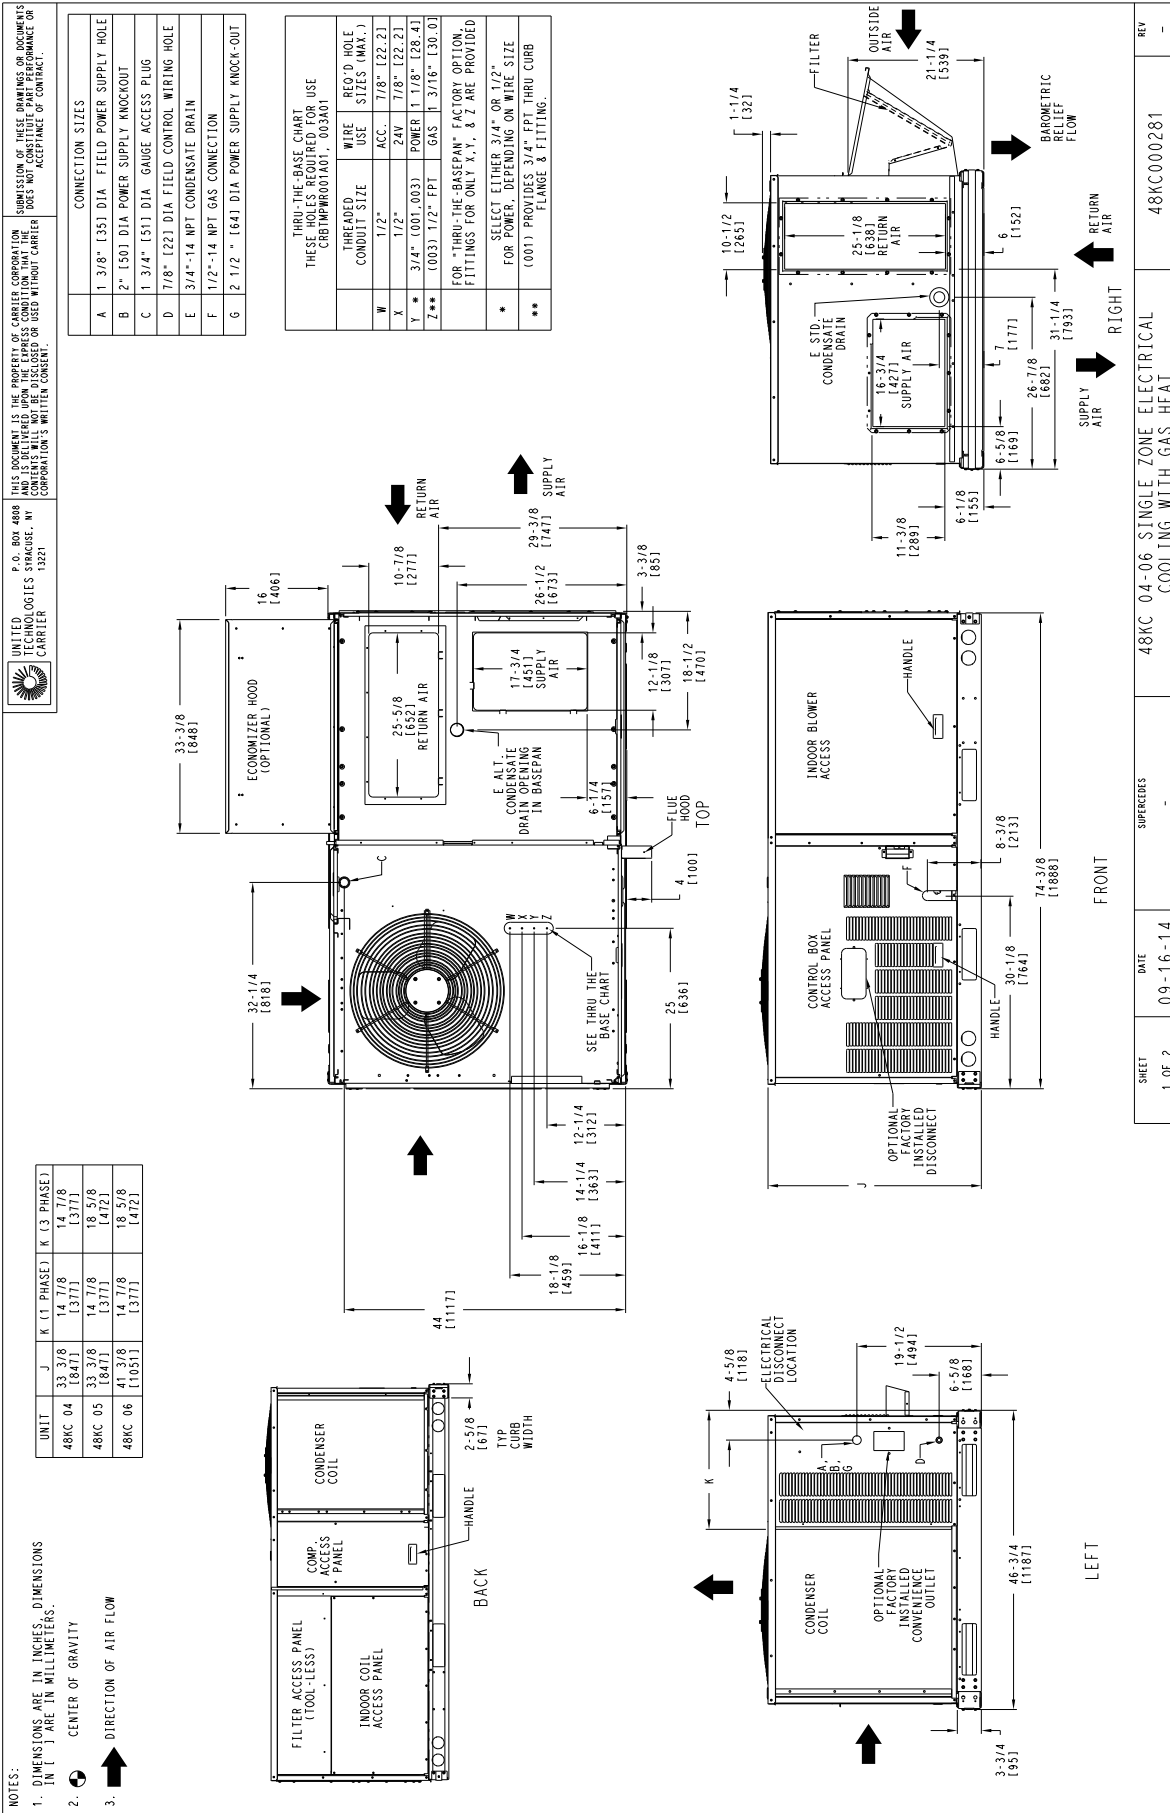 NOTES:
1. DIMENSIONS ARE IN INCHES, DIMENSIONS
IN [ ] ARE IN MILLIMETERS.
2. CENTER OF GRAVITY
3. DIRECTION OF AIR FLOW
UNIT J K (1 PHASE) K (3 PHASE)
48KC 04 33 3/8 [847] 14 7/8 [377] 14 7/8 [377]
48KC 05 33 3/8 [847] 14 7/8 [377] 18 5/8 [472]
48KC 06 41 3/8 [1051] 14 7/8 [377] 18 5/8 [472]
UNITED
TECHNOLOGIES
CARRIER
P.O. BOX 4808
SYRACUSE, NY
13221
THIS DOCUMENT IS THE PROPERTY OF CARRIER CORPORATION
AND IS DELIVERED UPON THE EXPRESS CONDITION THAT THE
CONTENTS WILL NOT BE DISCLOSED OR USED WITHOUT CARRIER
CORPORATION'S WRITTEN CONSENT.
SUBMISSION OF THESE DRAWINGS OR DOCUMENTS
DOES NOT CONSTITUTE PART PERFORMANCE OR
ACCEPTANCE OF CONTRACT.
CONNECTION SIZES
A 1 3/8" [35] DIA FIELD POWER SUPPLY HOLE
B 2" [50] DIA POWER SUPPLY KNOCKOUT
C 1 3/4" [51] DIA GAUGE ACCESS PLUG
D 7/8" [22] DIA FIELD CONTROL WIRING HOLE
E 3/4"-14 NPT CONDENSATE DRAIN
F 1/2"-14 NPT GAS CONNECTION
G 2 1/2 " [64] DIA POWER SUPPLY KNOCK-OUT
THRU-THE-BASE CHART
THESE HOLES REQUIRED FOR USE
CRBTMPWR001A01, 003A01
THREADED CONDUIT SIZE WIRE USE REQ'D HOLE SIZES (MAX.)
W 1/2" ACC. 7/8" [22.2]
X 1/2" 24V 7/8" [22.2]
Y * 3/4" (001,003) POWER 1 1/8" [28.4]
Z ** (003) 1/2" FPT GAS 1 3/16" [30.0]
FOR "THRU-THE-BASEPAN" FACTORY OPTION,
FITTINGS FOR ONLY X,Y, & Z ARE PROVIDED
* SELECT EITHER 3/4" OR 1/2"
FOR POWER, DEPENDING ON WIRE SIZE
** (001) PROVIDES 3/4" FPT THRU CURB
FLANGE & FITTING.
FILTER ACCESS PANEL
(TOOL-LESS)
INDOOR COIL
ACCESS PANEL
COMP.
ACCESS
PANEL
CONDENSER
COIL
HANDLE
2-5/8
[67]
TYP
CURB
WIDTH
BACK
33-3/8
[848]
16
[406]
ECONOMIZER HOOD
(OPTIONAL)
32-1/4
[818]
C
10-7/8
[277]
RETURN
AIR
25-5/8
[652]
RETURN AIR
17-3/4
[451]
SUPPLY
AIR
29-3/8
[747]
SUPPLY
AIR
26-1/2
[673]
3-3/8
[85]
12-1/8
[307]
18-1/2
[470]
E ALT.
CONDENSATE
DRAIN OPENING
IN BASEPAN
6-1/4
[157]
FLUE
HOOD
4
[100]
W
X
Y
Z
SEE THRU THE
BASE CHART
25
[636]
12-1/4
[312]
14-1/4
[363]
16-1/8
[411]
18-1/8
[459]
44
[1117]
TOP
1-1/4
[32]
FILTER
OUTSIDE
AIR
21-1/4
[539]
BAROMETRIC
RELIEF
FLOW
10-1/2
[265]
25-1/8
[638]
RETURN
AIR
6
[152]
RETURN
AIR
E STD.
CONDENSATE
DRAIN
16-3/4
[427]
SUPPLY AIR
7
[177]
31-1/4
[793]
26-7/8
[682]
6-5/8
[169]
SUPPLY
AIR
11-3/8
[289]
6-1/8
[155]
RIGHT
CONDENSER
COIL
K
4-5/8
[118]
ELECTRICAL
DISCONNECT
LOCATION
19-1/2
[494]
6-5/8
[168]
A,
B,
G
D
OPTIONAL
FACTORY
INSTALLED
CONVENIENCE
OUTLET
46-3/4
[1187]
3-3/4
[95]
LEFT
J
OPTIONAL
FACTORY
INSTALLED
DISCONNECT
CONTROL BOX
ACCESS PANEL
INDOOR BLOWER
ACCESS
HANDLE
HANDLE
F
8-3/8
[213]
30-1/8
[764]
74-3/8
[1888]
FRONT
SHEET
1 OF 2
DATE
09-16-14
SUPERCEDES
-
48KC 04-06 SINGLE ZONE ELECTRICAL
COOLING WITH GAS HEAT
48KC000281
REV
-